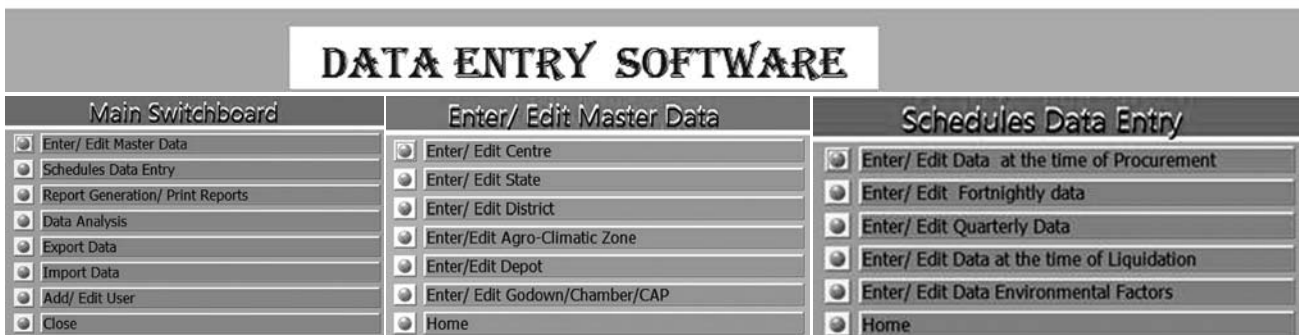 DATA ENTRY SOFTWARE
Main Switchboard
Enter/ Edit Master Data
Schedules Data Entry
Report Generation/ Print Reports
Data Analysis
Export Data
Import Data
Add/ Edit User
Close
Enter/ Edit Master Data
Enter/ Edit Centre
Enter/ Edit State
Enter/ Edit District
Enter/Edit Agro-Climatic Zone
Enter/Edit Depot
Enter/ Edit Godown/Chamber/CAP
Home
Schedules Data Entry
Enter/ Edit Data at the time of Procurement
Enter/ Edit Fortnightly data
Enter/ Edit Quarterly Data
Enter/ Edit Data at the time of Liquidation
Enter/ Edit Data Environmental Factors
Home